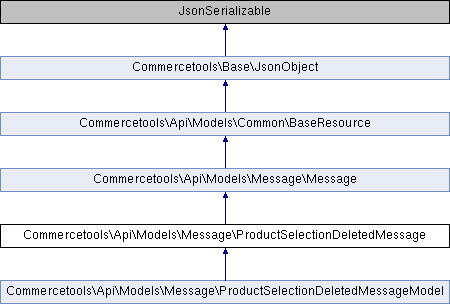 JsonSerializable
Commercetools\Base\JsonObject
Commercetools\Api\Models\Common\BaseResource
Commercetools\Api\Models\Message\Message
Commercetools\Api\Models\Message\ProductSelectionDeletedMessage
Commercetools\Api\Models\Message\ProductSelectionDeletedMessageModel